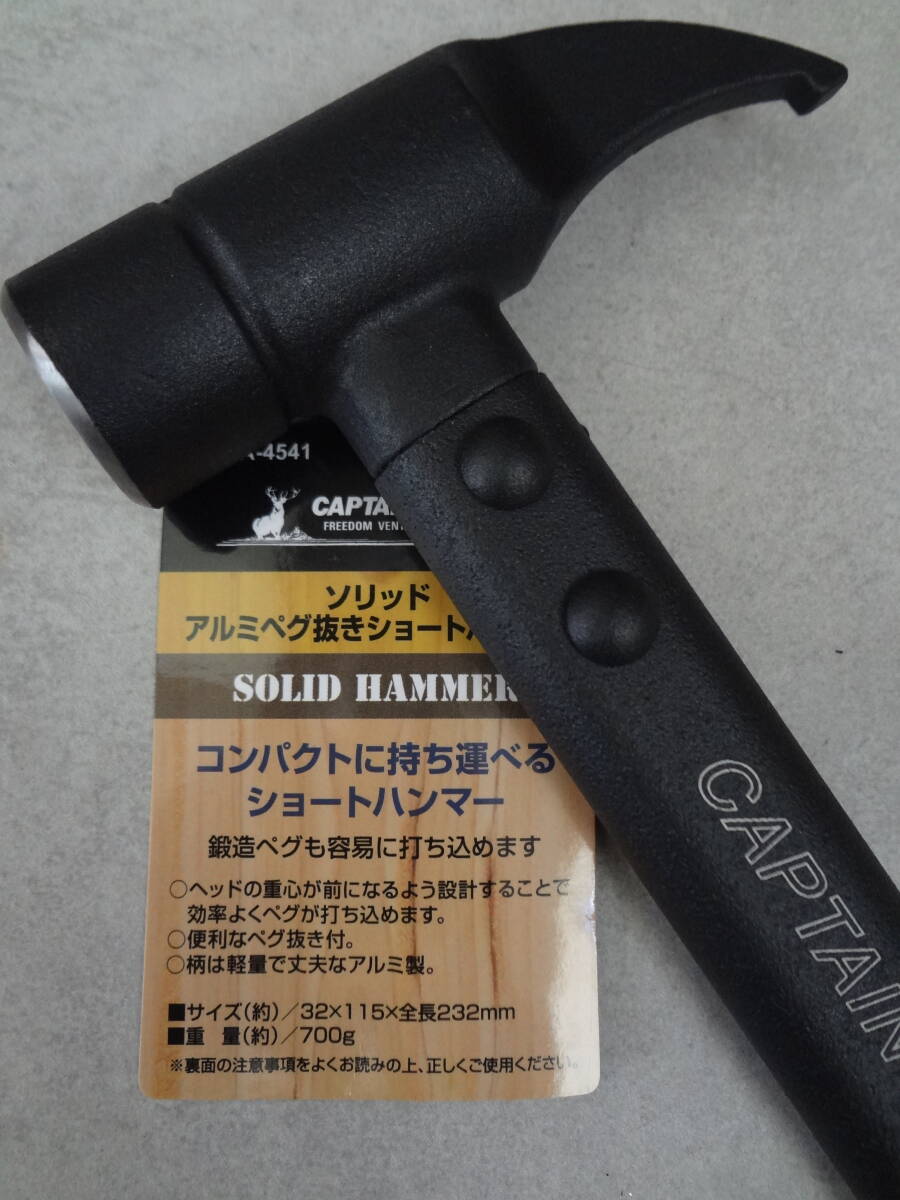 -4541
CAPTA
FREEDOM VENT
ソリッド
アルミペグ抜きショート
SOLID HAMMER
コンパクトに持ち運べる
ショートハンマー
鍛造ペグも容易に打ち込めます
○ヘッドの重心が前になるよう設計することで
効率よくペグが打ち込めます。
○便利なペグ抜き付。
○柄は軽量で丈夫なアルミ製。
■サイズ(約)/32×115×全長232mm
■重 量(約)/700g
※裏面の注意事項をよくお読みの上、正しくご使用ください。
CAPTAIN